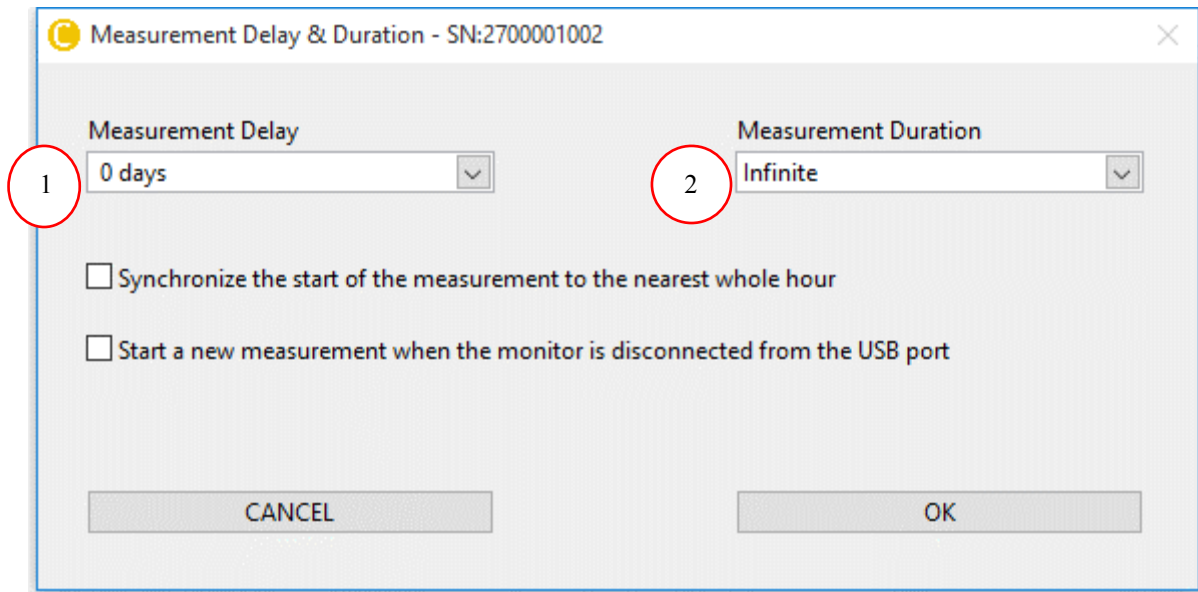 Measurement Delay & Duration - SN:2700001002
Measurement Delay
Measurement Duration
1
0 days
2
Infinite
Synchronize the start of the measurement to the nearest whole hour
Start a new measurement when the monitor is disconnected from the USB port
CANCEL
OK